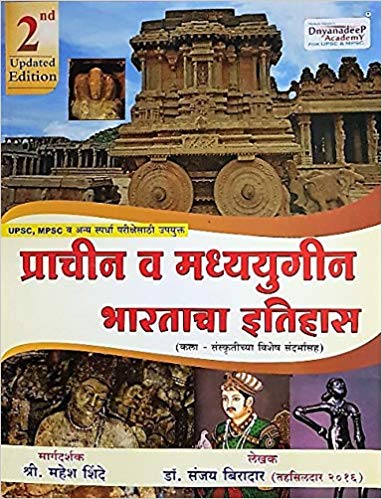 2nd
Updated
Edition
DnyanadeeP
AcademY
FOR UPSC & MPSC
UPSC, MPSC व अन्य स्पर्धा परीक्षेसाठी उपयुक्त
प्राचीन व मध्ययुगीन
भारताचा इतिहास
(कला - संस्कृतीच्या विशेष संदर्भासह)
मार्गदर्शक
श्री. महेश शिंदे
लेखक
डॉ. संजय बिरादार (तहसिलदार २०१६)